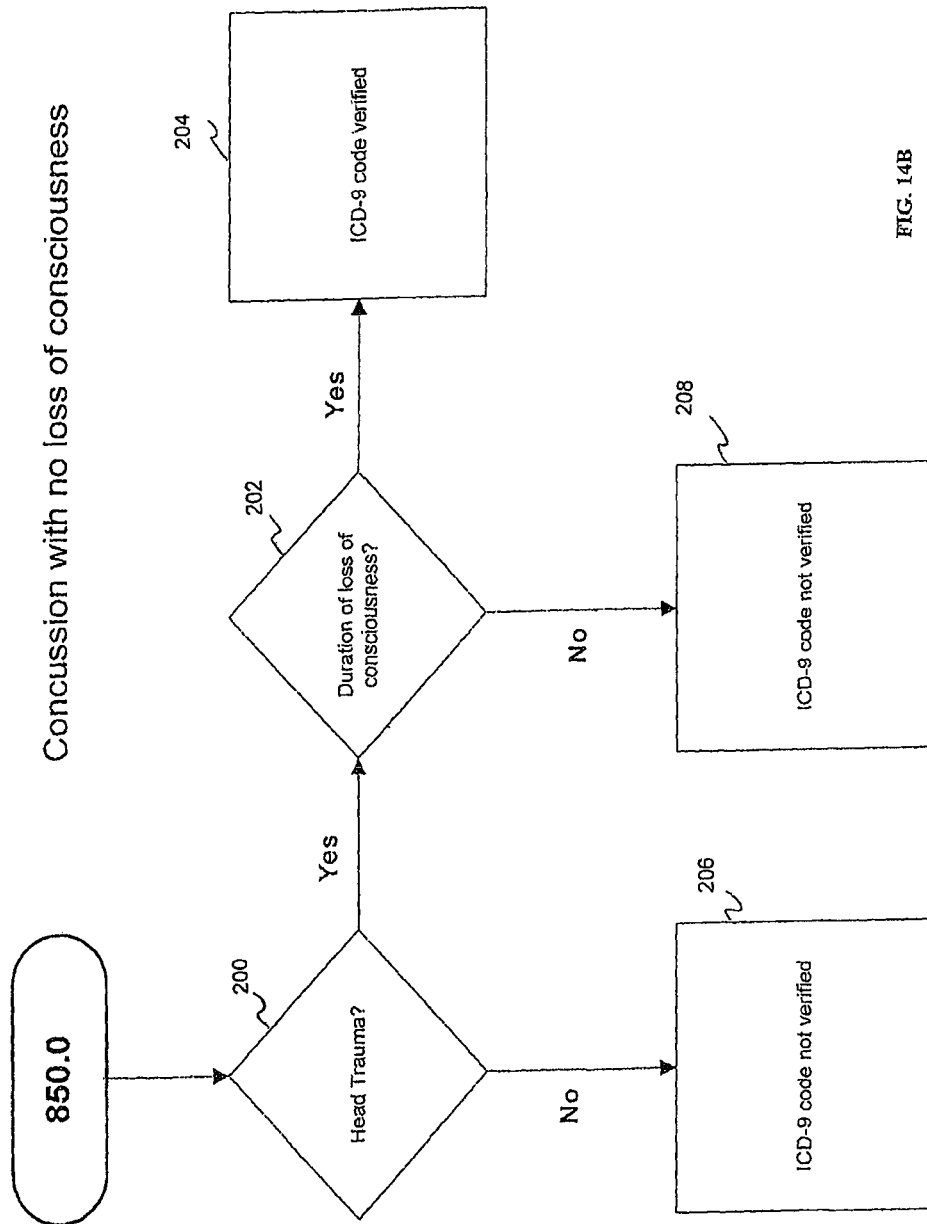 Concussion with no loss of consciousness
850.0
200
Head Trauma?
Yes
202
Duration of loss of
consciousness?
Yes
204
ICD-9 code verified
No
206
ICD-9 code not verified
No
208
ICD-9 code not verified
FIG. 14B